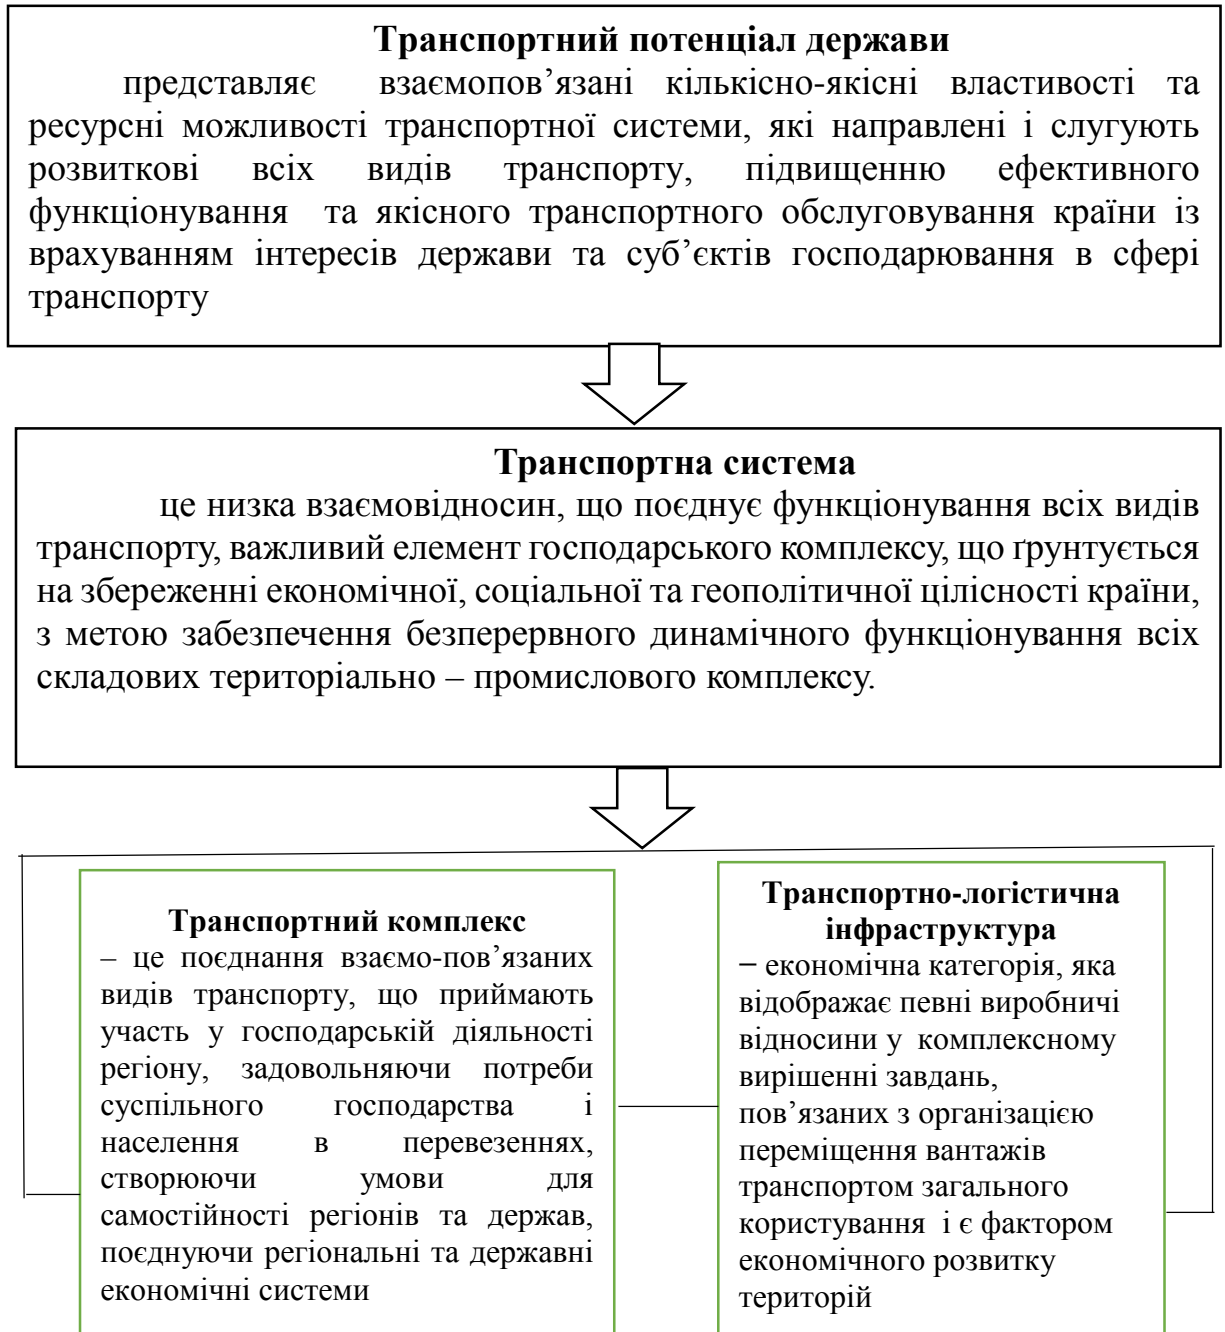 Транспортний потенціал держави
представляє взаємопов’язані кількісно-якісні властивості та
ресурсні можливості транспортної системи, які направлені і слугують
розвиткові всіх видів транспорту, підвищенню ефективного
функціонування та якісного транспортного обслуговування країни із
врахуванням інтересів держави та суб’єктів господарювання в сфері
транспорту
Транспортна система
це низка взаємовідносин, що поєднує функціонування всіх видів
транспорту, важливий елемент господарського комплексу, що ґрунтується
на збереженні економічної, соціальної та геополітичної цілісності країни,
з метою забезпечення безперервного динамічного функціонування всіх
складових територіально – промислового комплексу.
Транспортний комплекс
– це поєднання взаємо-пов’язаних
видів транспорту, що приймають
участь у господарській діяльності
регіону, задовольняючи потреби
суспільного господарства і
населення в перевезеннях,
створюючи умови для
самостійності регіонів та держав,
поєднуючи регіональні та державні
економічні системи
Транспортно-логістична
інфраструктура
– економічна категорія, яка
відображає певні виробничі
відносини у комплексному
вирішенні завдань,
пов’язаних з організацією
переміщення вантажів
транспортом загального
користування і є фактором
економічного розвитку
територій